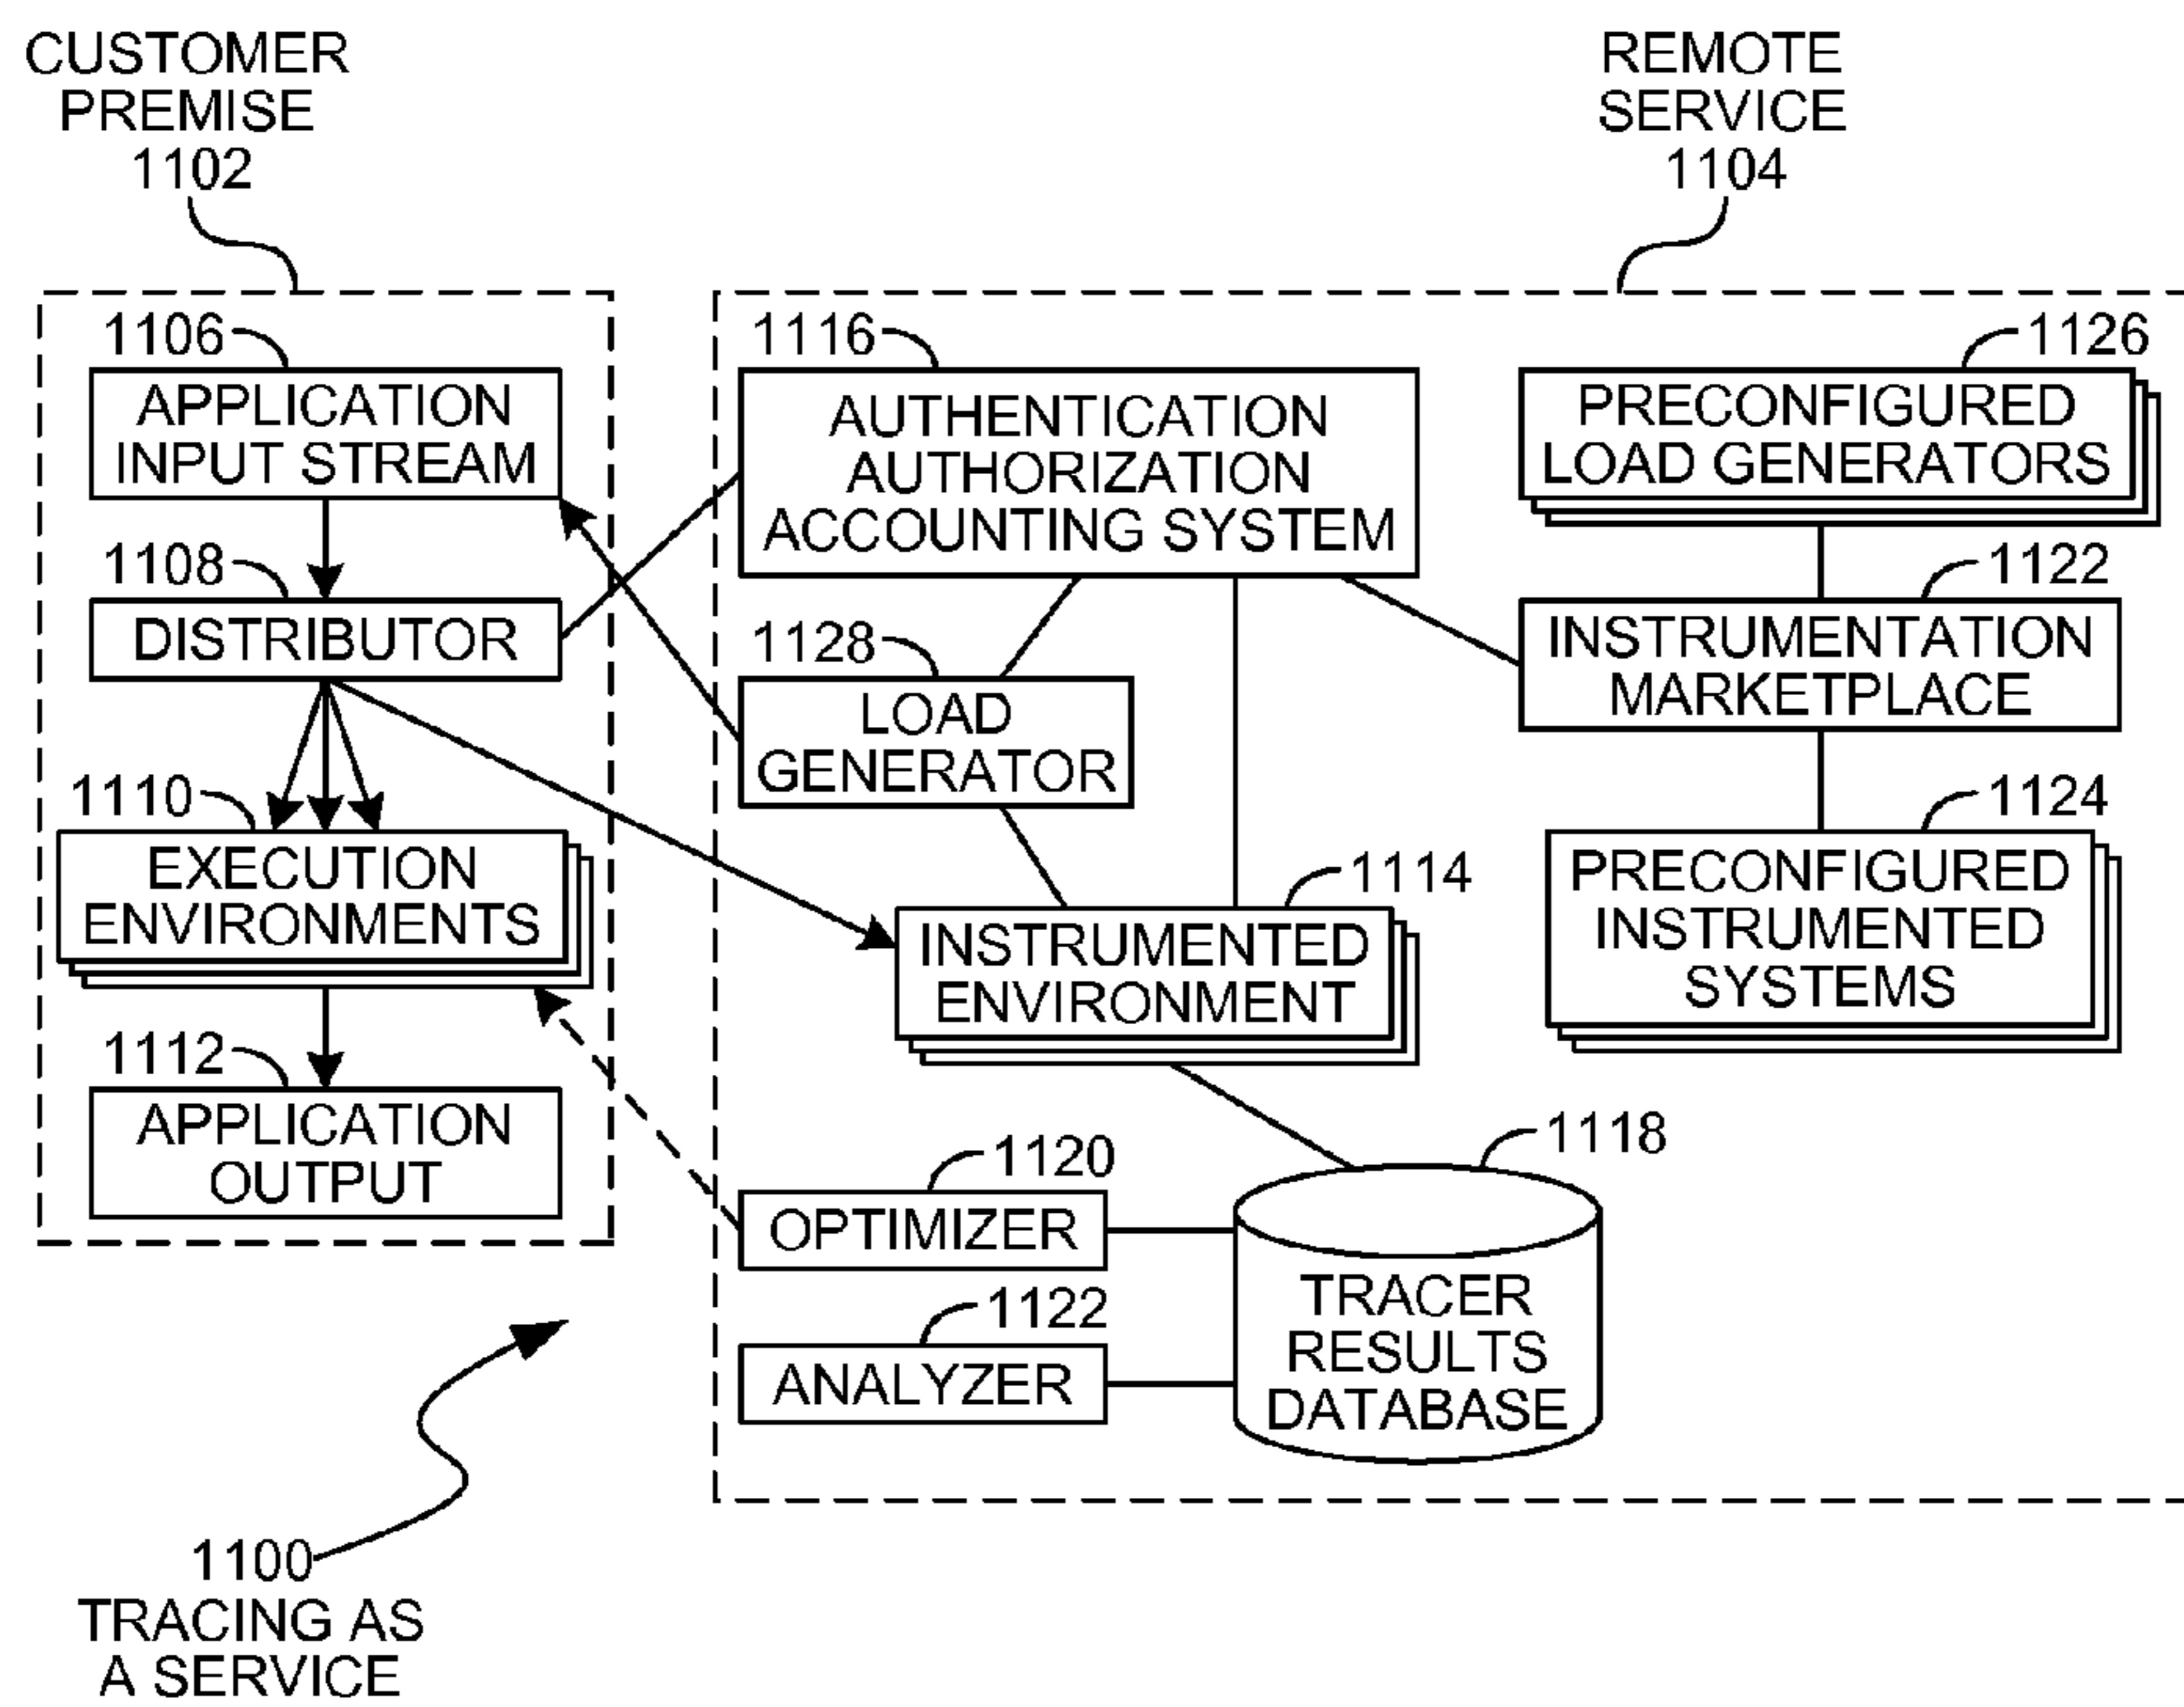 CUSTOMER
PREMISE
1102
REMOTE
SERVICE
1104
1106
APPLICATION
INPUT STREAM
1108
DISTRIBUTOR
1110
EXECUTION
ENVIRONMENTS
1112
APPLICATION
OUTPUT
1116
AUTHENTICATION
AUTHORIZATION
ACCOUNTING SYSTEM
1128
LOAD
GENERATOR
1114
INSTRUMENTED
ENVIRONMENT
1126
PRECONFIGURED
LOAD GENERATORS
1122
INSTRUMENTATION
MARKETPLACE
1124
PRECONFIGURED
INSTRUMENTED
SYSTEMS
1120
OPTIMIZER
1122
ANALYZER
1118
TRACER
RESULTS
DATABASE
1100
TRACING AS
A SERVICE